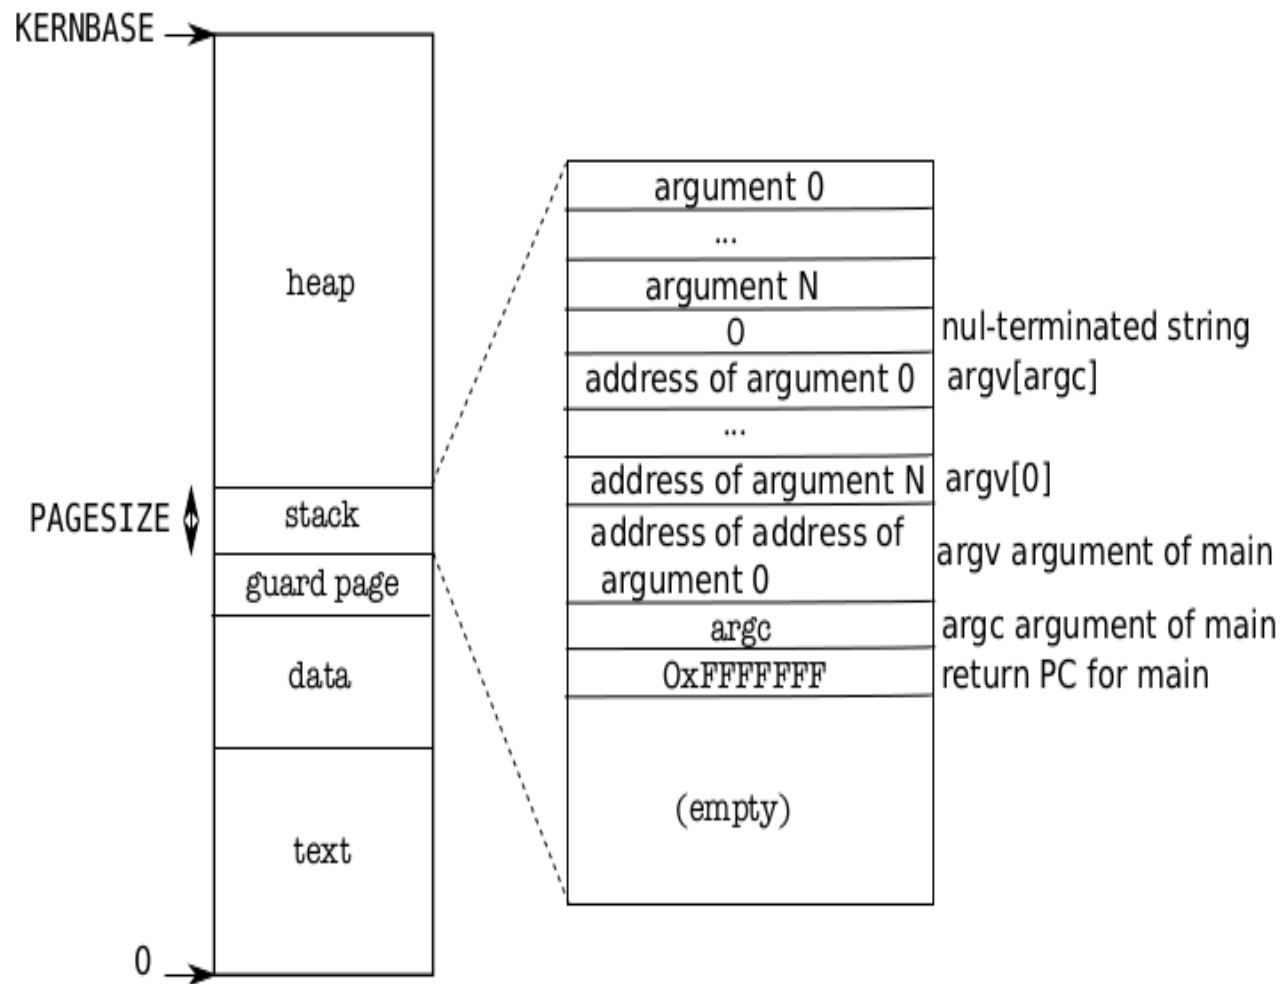 KERNBASE
heap
PAGESIZE
stack
guard page
data
text
0
argument 0
...
argument N
0
nul-terminated string
address of argument 0
argv[argc]
...
address of argument N
argv[0]
address of address of
argument 0
argv argument of main
argc
argc argument of main
0xFFFFFFF
return PC for main
(empty)